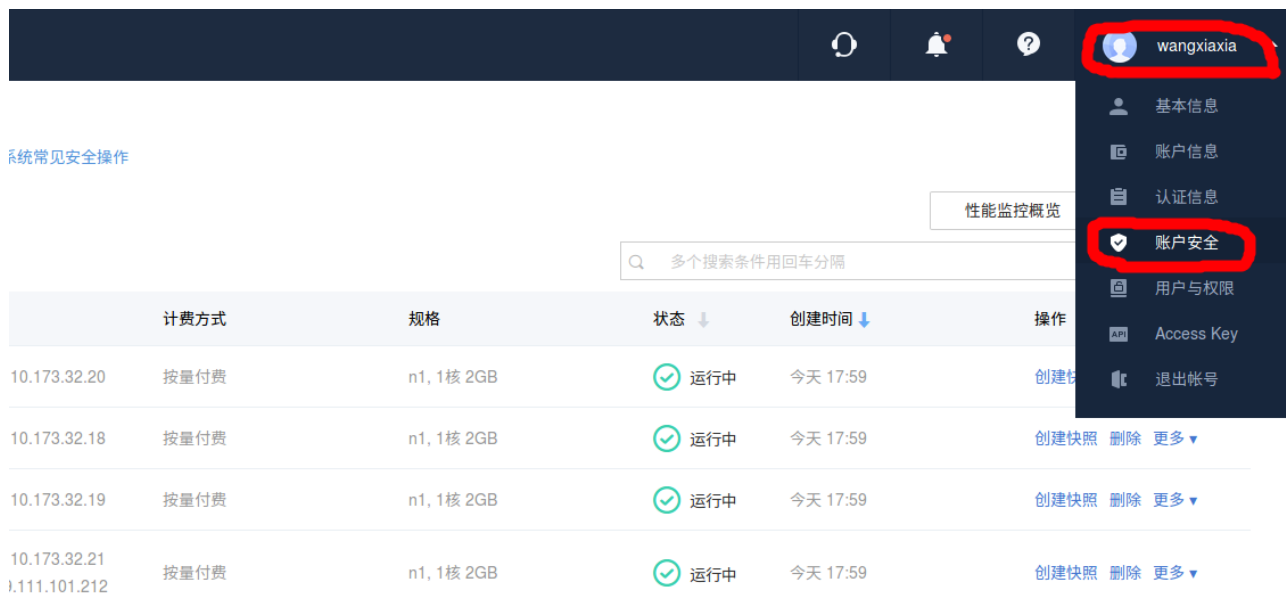 wangxiaxia
基本信息
账户信息
认证信息
账户安全
用户与权限
API Access Key
退出帐号
系统常见安全操作
性能监控概览
多个搜索条件用回车分隔
计费方式 规格 状态 创建时间 操作
10.173.32.20 按量付费 n1, 1核 2GB 运行中 今天 17:59 创建快
10.173.32.18 按量付费 n1, 1核 2GB 运行中 今天 17:59 创建快照 删除 更多
10.173.32.19 按量付费 n1, 1核 2GB 运行中 今天 17:59 创建快照 删除 更多
10.173.32.21
9.111.101.212 按量付费 n1, 1核 2GB 运行中 今天 17:59 创建快照 删除 更多